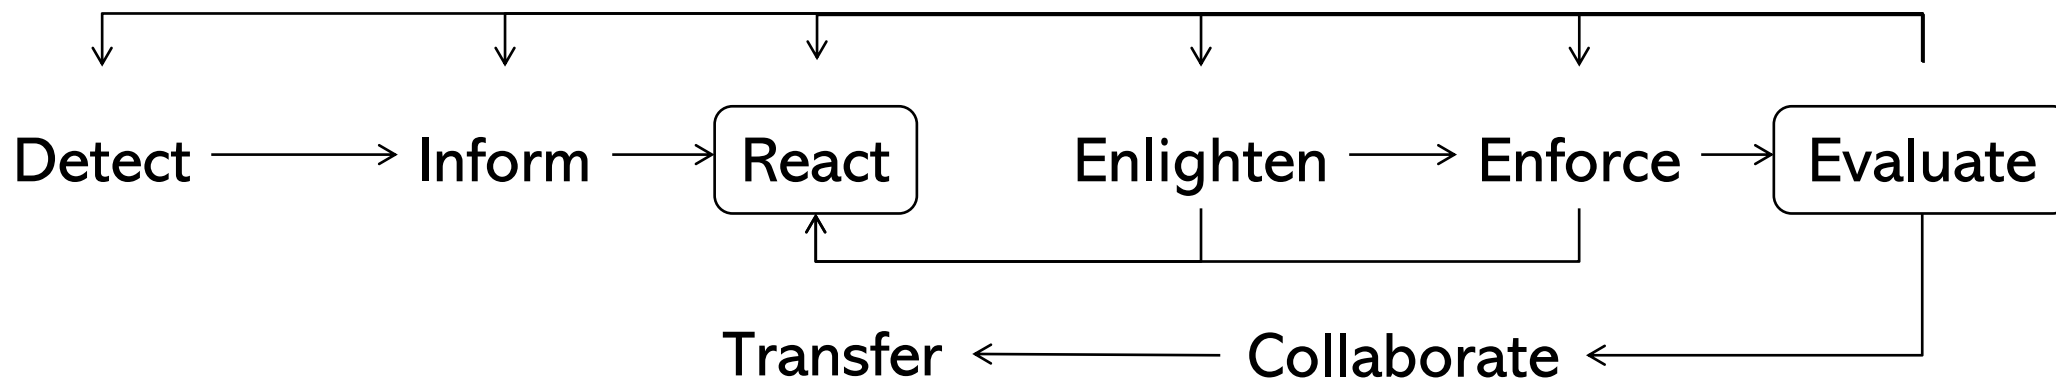 Detect Inform React Enlighten Enforce Evaluate
Transfer Collaborate